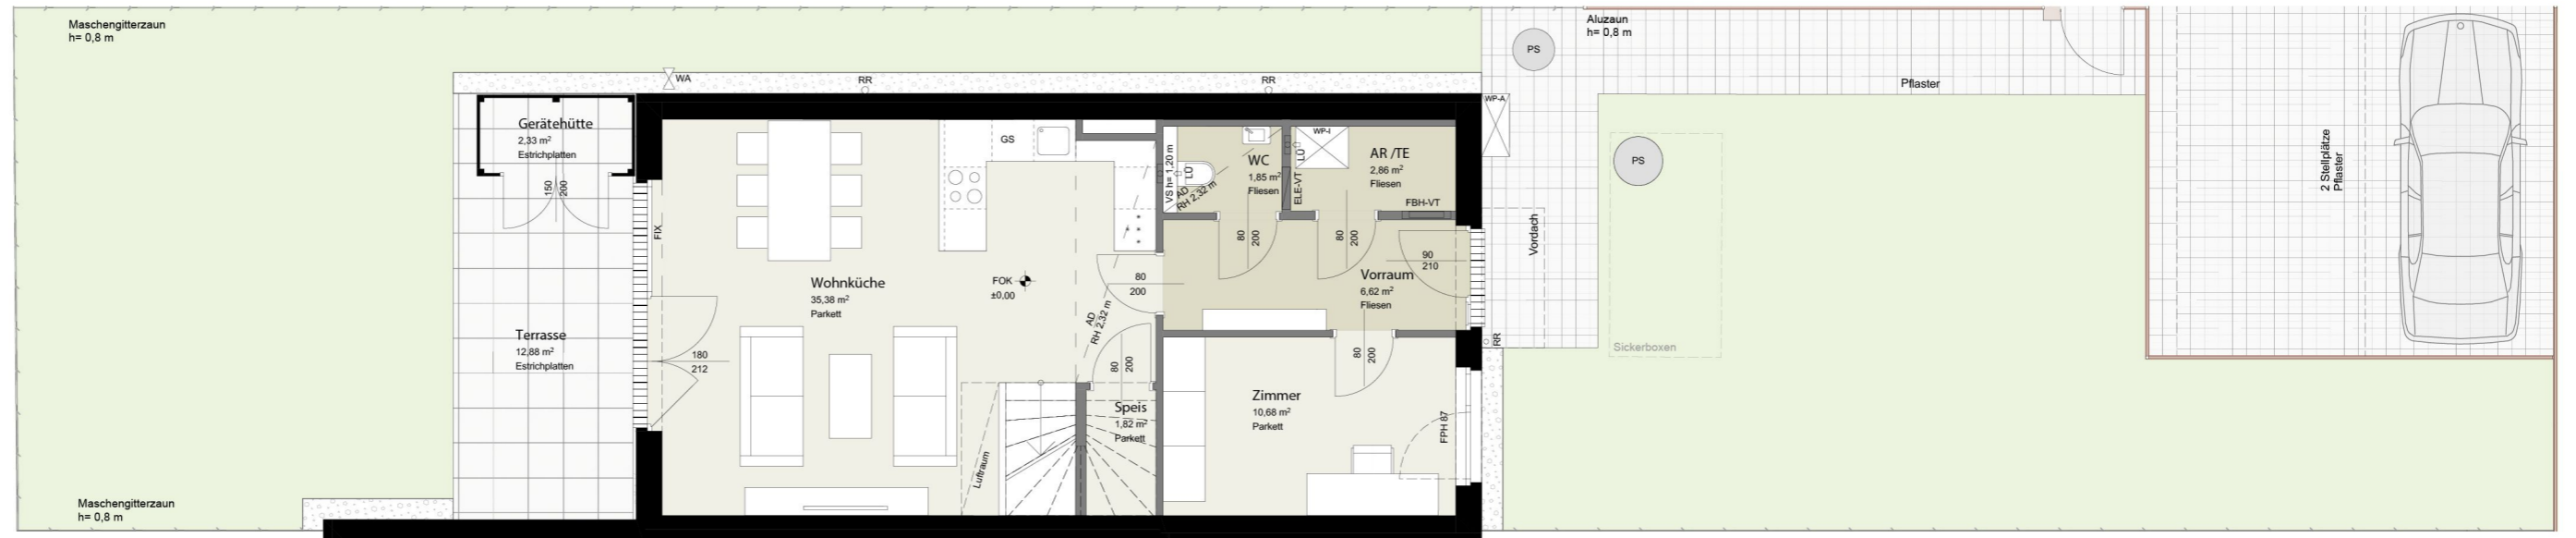 Maschengitterzaun
h= 0,8 m
Aluzaun
h= 0,8 m
PS
WA
RR
RR
Pflaster
WP-A
Gerätehütte
2,33 m²
Estrichplatten
150
200
GS
VS h= 1,20 m
LÜ
WC
1,85 m²
Fliesen
AD
RH 2,32 m
LÜ
WP-I
ELE-VT
AR /TE
2,86 m²
Fliesen
FBH-VT
PS
2 Stellplätze
Pflaster
FIX
80
200
80
200
Vordach
90
210
Wohnküche
35,38 m²
Parkett
FOK
±0,00
80
200
Vorraum
6,62 m²
Fliesen
AD
RH 2,32 m
Terrasse
12,88 m²
Estrichplatten
180
212
80
200
80
200
RR
Sickerboxen
Speis
1,82 m²
Parkett
Zimmer
10,68 m²
Parkett
FPH 87
Luftraum
Maschengitterzaun
h= 0,8 m